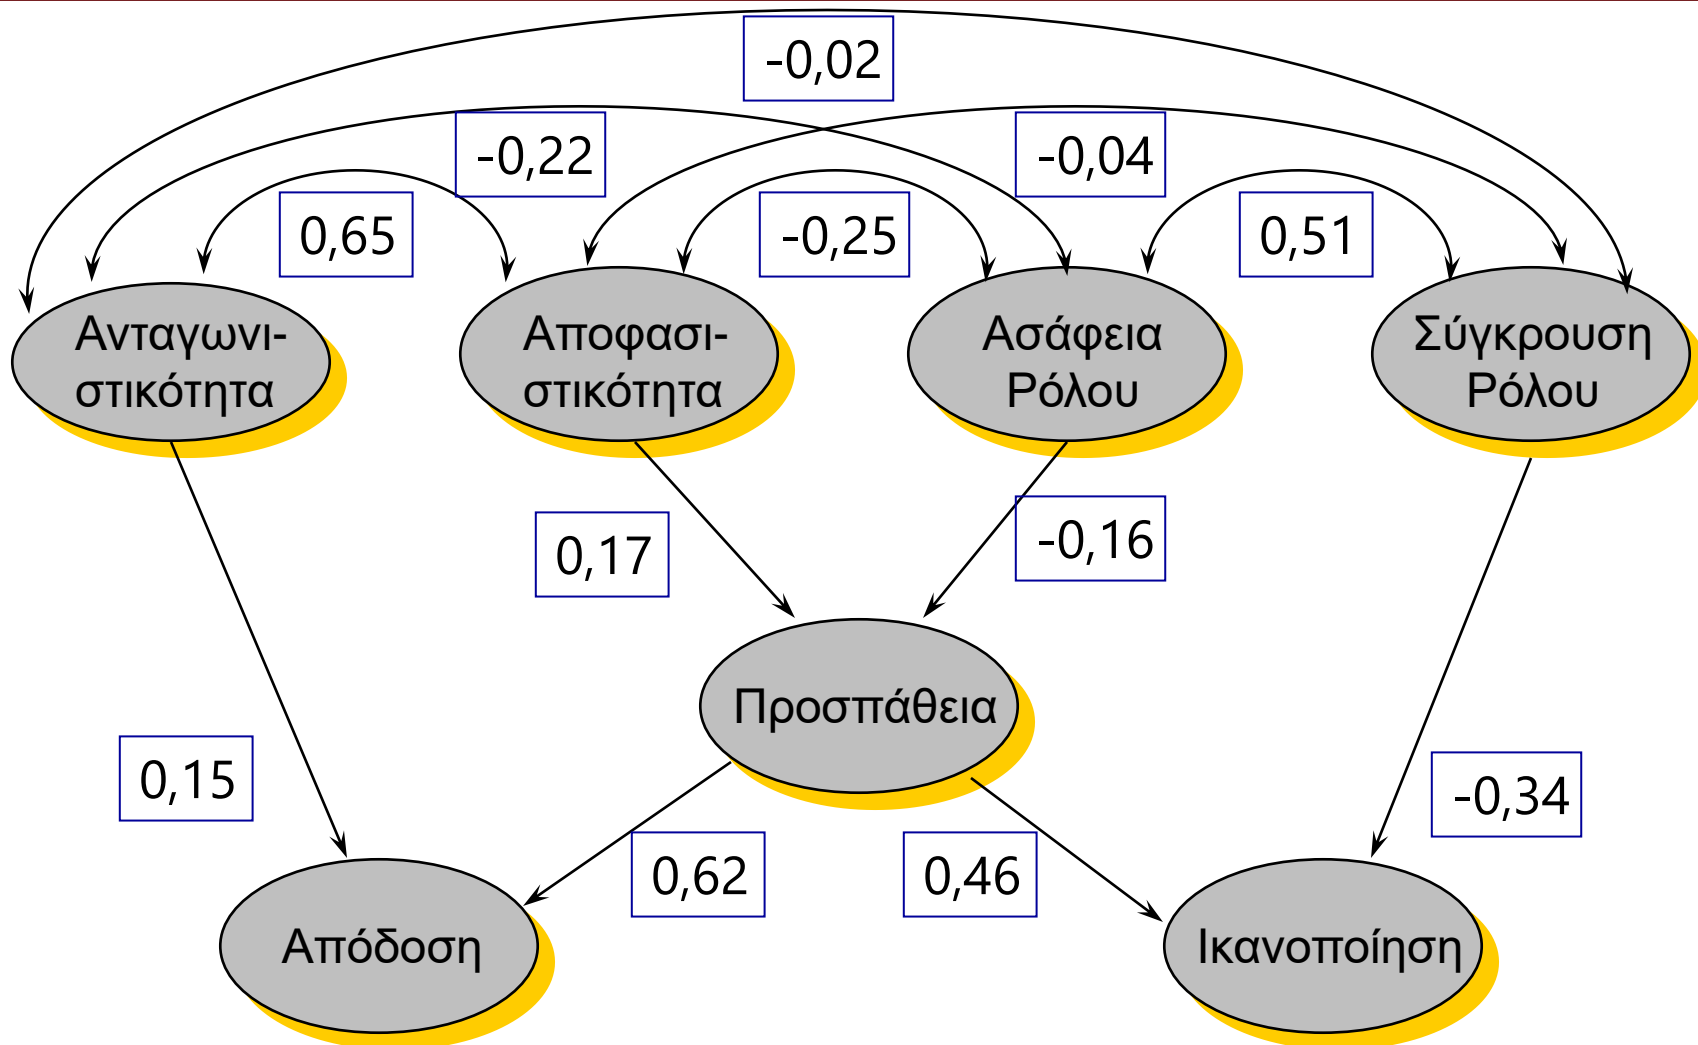 -0,02
-0,22
-0,04
0,65
-0,25
0,51
Ανταγωνι-
στικότητα
Αποφασι-
στικότητα
Ασάφεια
Ρόλου
Σύγκρουση
Ρόλου
0,17
-0,16
Προσπάθεια
0,15
-0,34
0,62
0,46
Απόδοση
Ικανοποίηση